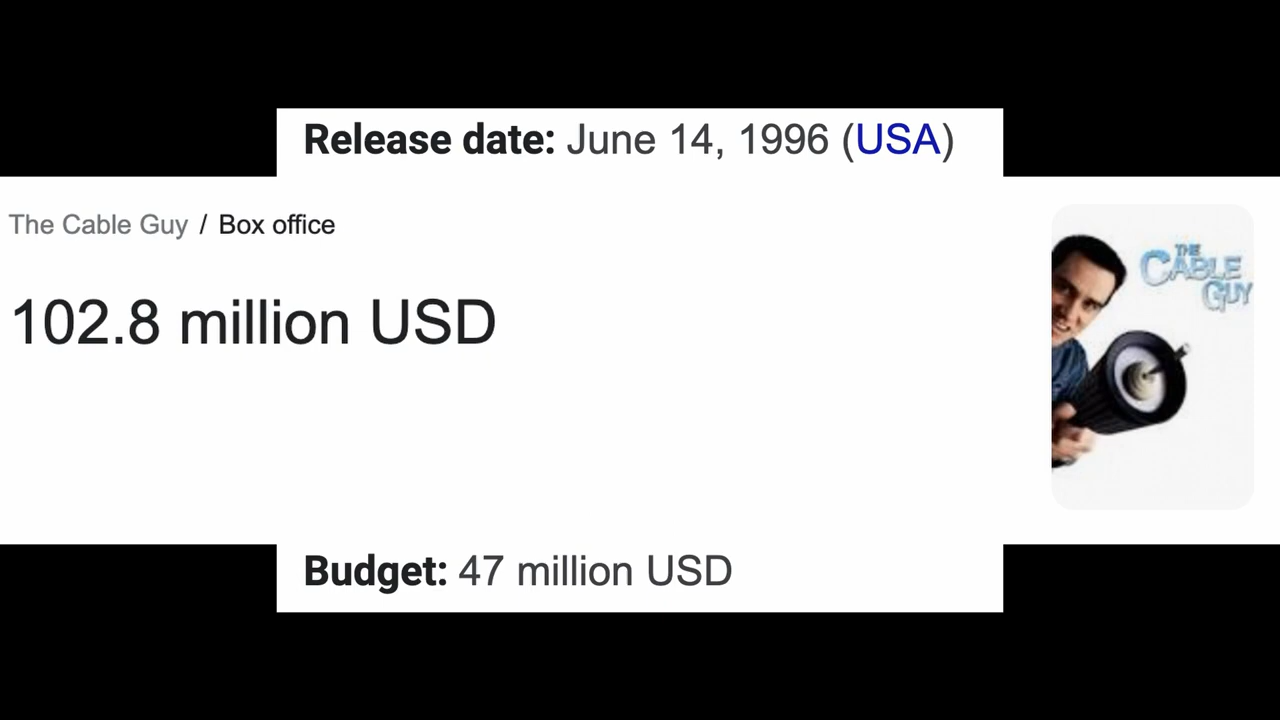 Release date: June 14, 1996 (USA)
The Cable Guy / Box office
102.8 million USD
THE
CABLE
GUY
Budget: 47 million USD